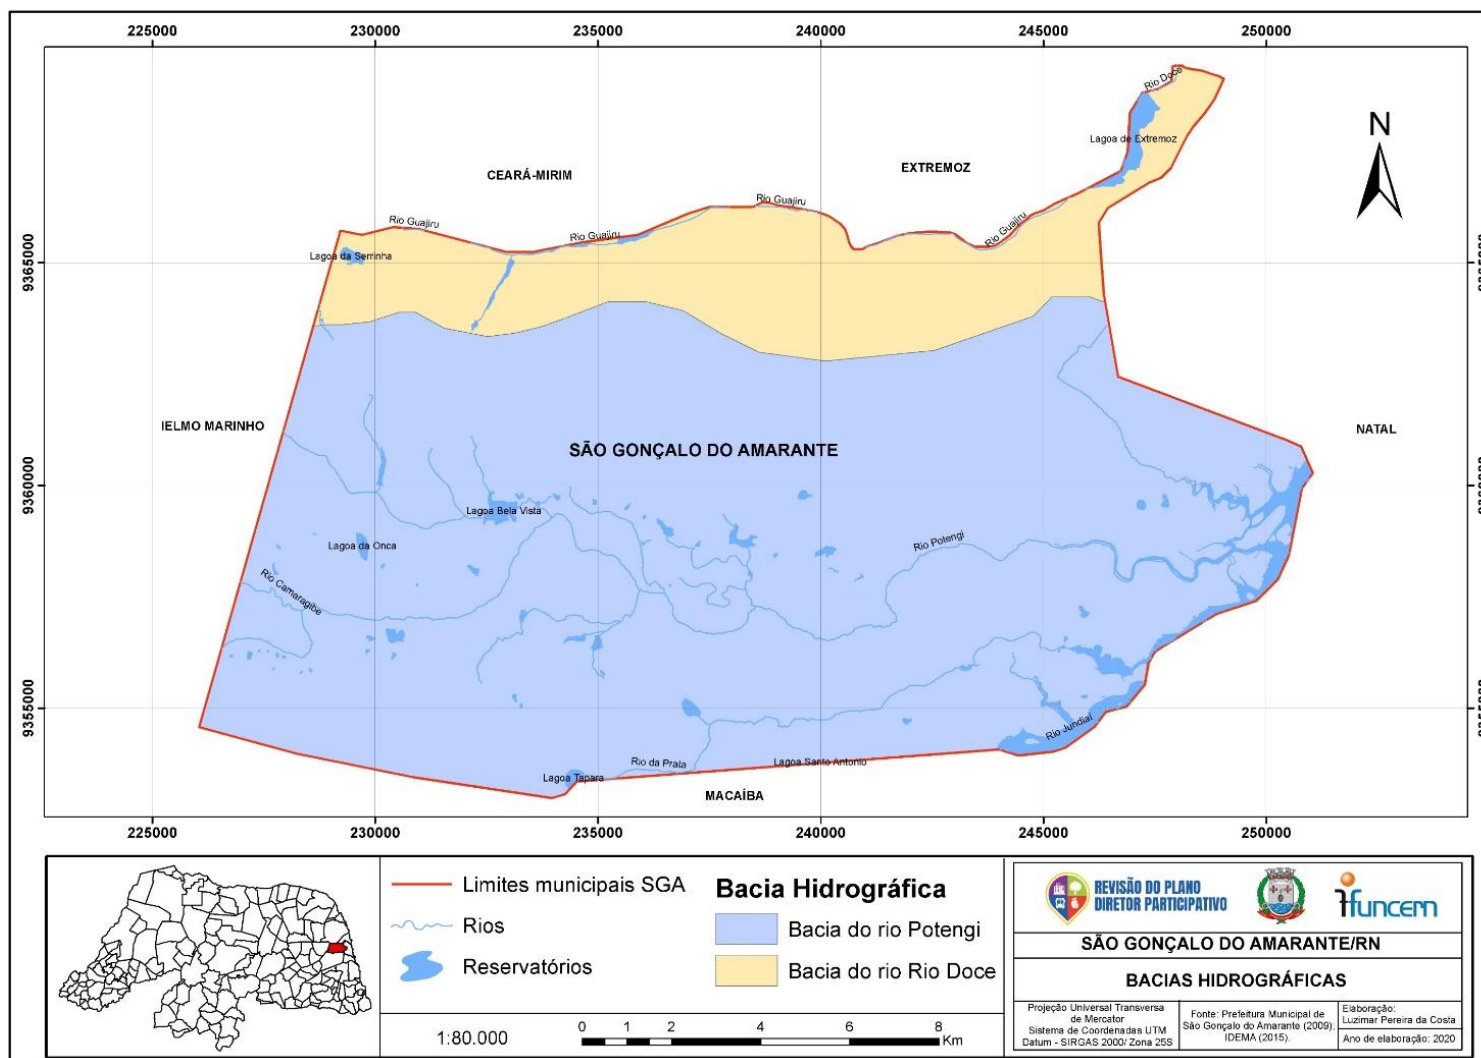 225000
230000
235000
240000
245000
250000
Rio Doce
Lagoa de Extremoz
N
CEARÁ-MIRIM
EXTREMOZ
Rio Guajiru
Rio Guajiru
Rio Guajiru
Rio Guajiru
Lagoa da Serrinha
9365000
IELMO MARINHO
SÃO GONÇALO DO AMARANTE
NATAL
9360000
Lagoa Bela Vista
Lagoa da Onca
Rio Potengi
Rio Camaragibe
9355000
Rio Jundiaí
Rio da Prata
Lagoa Santo Antonio
Lagoa Tapara
MACAÍBA
225000
230000
235000
240000
245000
250000
Limites municipais SGA
Rios
Reservatórios
1:80.000
Bacia Hidrográfica
Bacia do rio Potengi
Bacia do rio Rio Doce
0 1 2 4 6 8
Km
REVISÃO DO PLANO
DIRETOR PARTICIPATIVO
funcern
SÃO GONÇALO DO AMARANTE/RN
BACIAS HIDROGRÁFICAS
Projeção Universal Transversa
de Mercator
Sistema de Coordenadas UTM
Datum - SIRGAS 2000/ Zona 25S
Fonte: Prefeitura Municipal de
São Gonçalo do Amarante (2009);
IDEMA (2015).
Elaboração:
Luzimar Pereira da Costa
Ano de elaboração: 2020